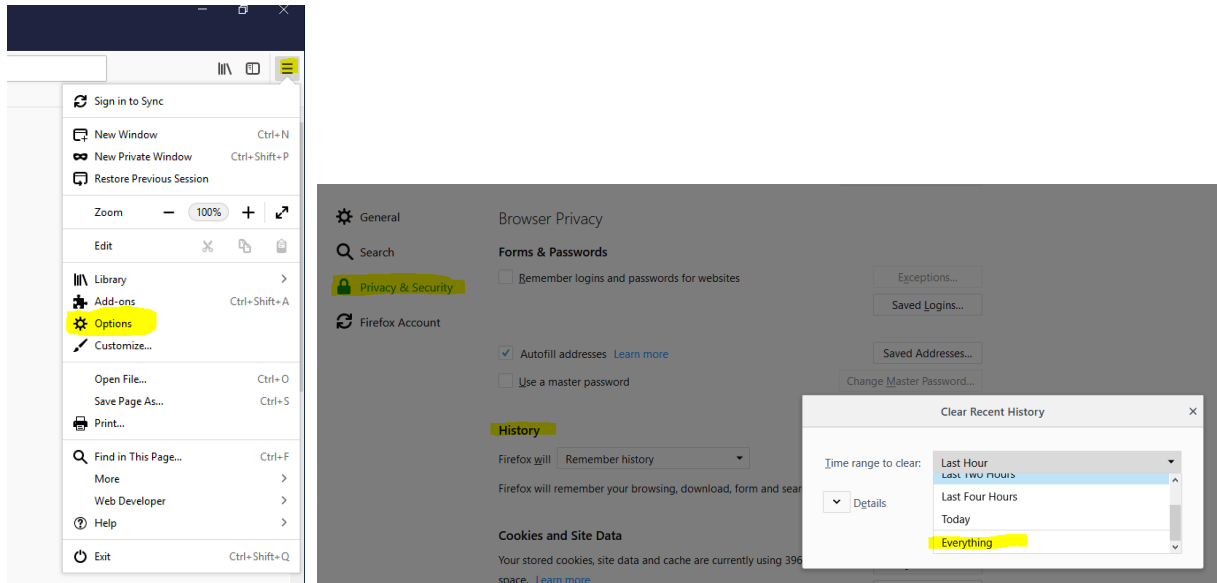 Sign in to Sync
New Window Ctrl+N
New Private Window Ctrl+Shift+P
Restore Previous Session
Zoom 100%
Edit
Library
Add-ons Ctrl+Shift+A
Options
Customize...
Open File... Ctrl+O
Save Page As... Ctrl+S
Print...
Find in This Page... Ctrl+F
More
Web Developer
Help
Exit Ctrl+Shift+Q
General
Search
Privacy & Security
Firefox Account
Browser Privacy
Forms & Passwords
Remember logins and passwords for websites Exceptions...
Saved Logins...
Autofill addresses Learn more Saved Addresses...
Use a master password Change Master Password...
History
Firefox will Remember history
Firefox will remember your browsing, download, form and sear
Cookies and Site Data
Your stored cookies, site data and cache are currently using 396
space. Learn more
Clear Recent History
Time range to clear: Last Hour
Last Two Hours
Last Four Hours
Today
Everything
Details